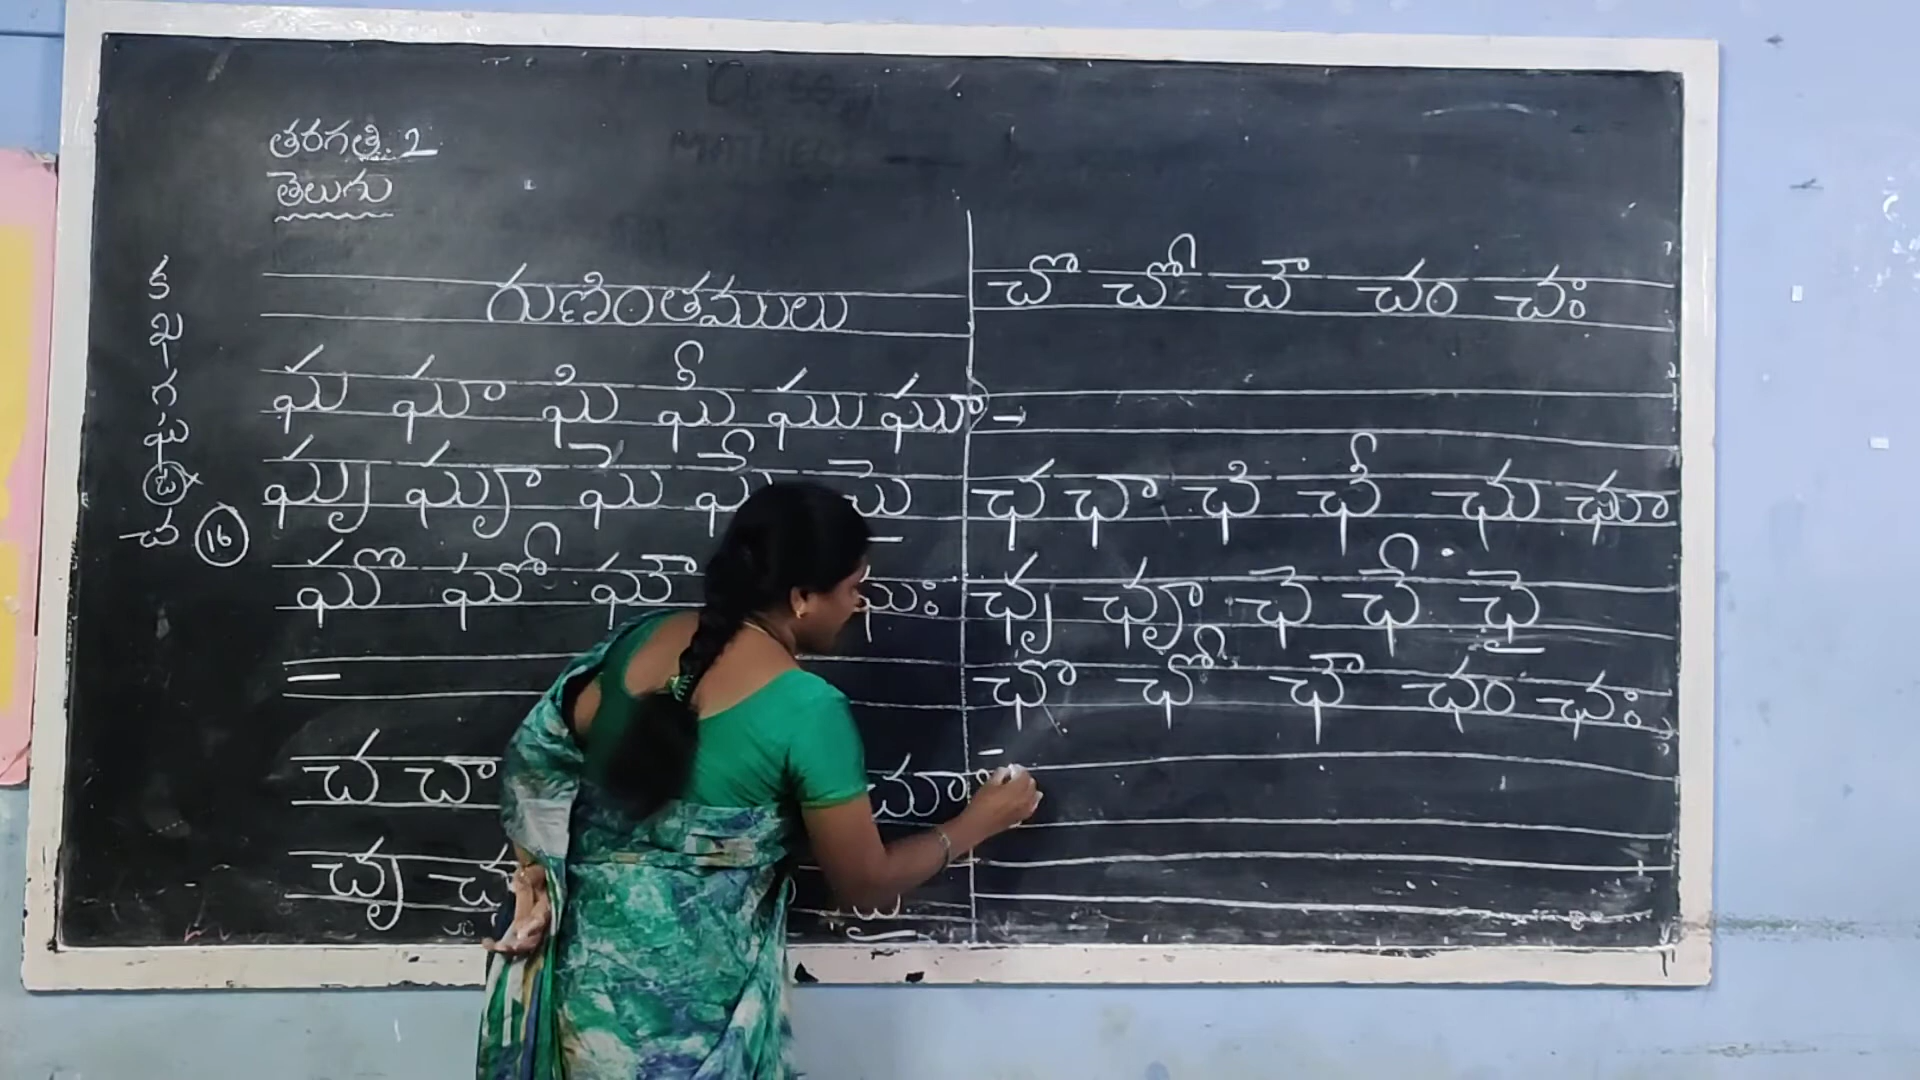 తరగతి. 2
తెలుగు
క
ఖ
గ
ఘ
ఙ ×
చ
16
గుణింతములు
ఘ ఘా ఘి ఘీ ఘు ఘూ
ఘృ ఘౄ ఘె ఘే ఘై
ఘొ ఘో ఘౌ ఘః
చ చా చూ
చృ
చొ చో చౌ చం చః
ఛ ఛా ఛి ఛీ ఛు ఛూ
ఛృ ఛౄ ఛె ఛే ఛై
ఛొ ఛో ఛౌ ఛం ఛః